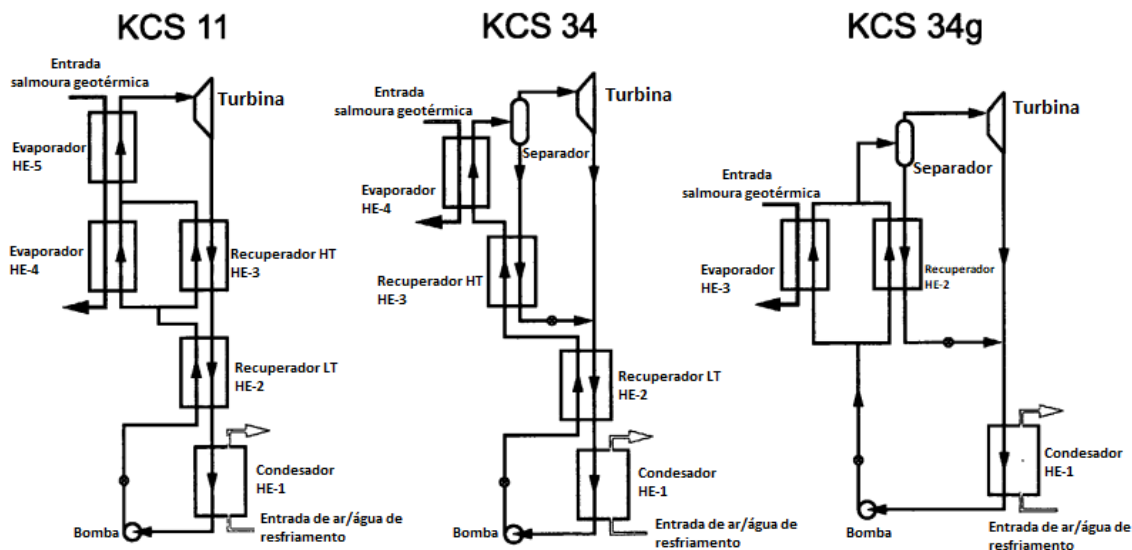 KCS 11
Entrada
salmoura geotérmica
Turbina
Evaporador
HE-5
Evaporador
HE-4
Recuperador HT
HE-3
Recuperador LT
HE-2
Condesador
HE-1
Bomba
Entrada de ar/água de
resfriamento
KCS 34
Entrada
salmoura geotérmica
Turbina
Separador
Evaporador
HE-4
Recuperador HT
HE-3
Recuperador LT
HE-2
Condesador
HE-1
Bomba
Entrada de ar/água de
resfriamento
KCS 34g
Turbina
Separador
Entrada
salmoura geotérmica
Evaporador
HE-3
Recuperador
HE-2
Condesador
HE-1
Bomba
Entrada de ar/água de
resfriamento